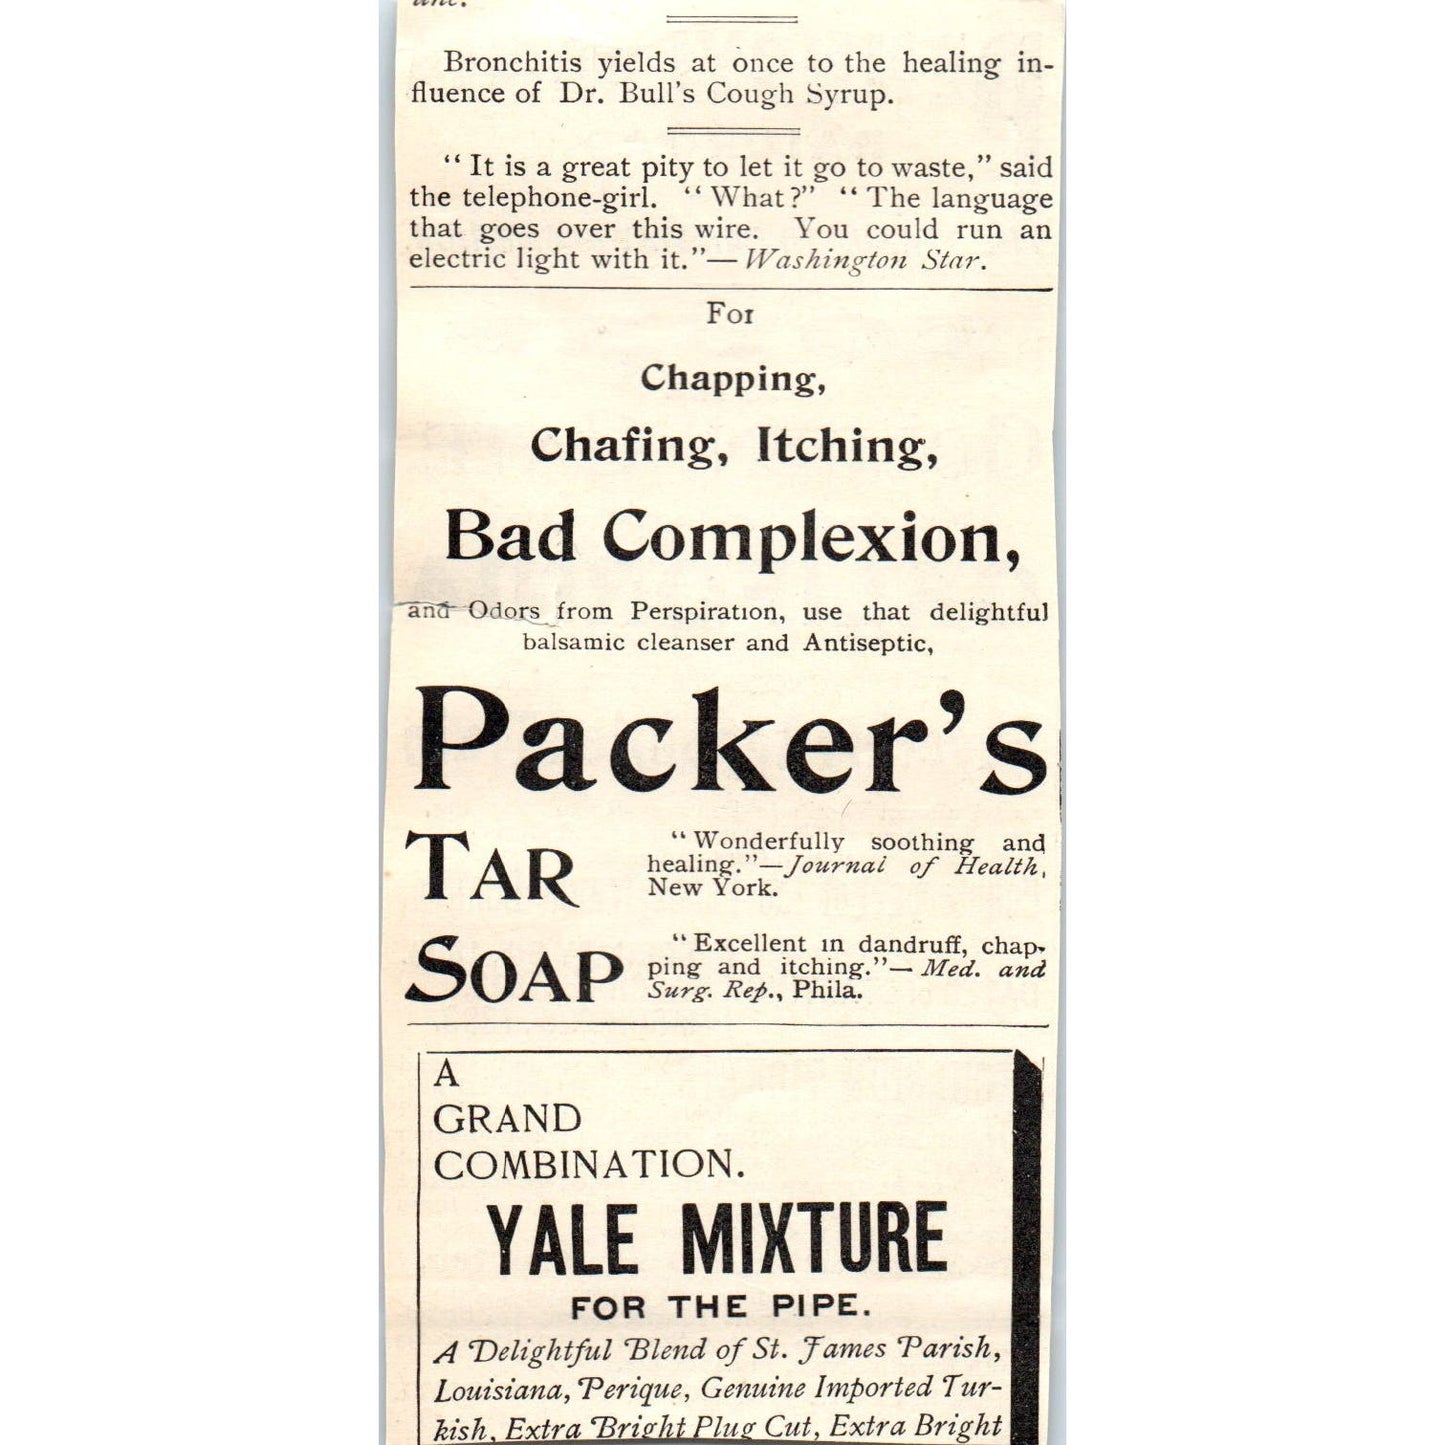 Bronchitis yields at once to the healing in-
fluence of Dr. Bull's Cough Syrup.
“ It is a great pity to let it go to waste,” said
the telephone-girl. “ What?” “ The language
that goes over this wire. You could run an
electric light with it.”— Washington Star.
For
Chapping,
Chafing, Itching,
Bad Complexion,
and Odors from Perspiration, use that delightful
balsamic cleanser and Antiseptic,
Packer's
TAR
SOAP
“ Wonderfully soothing and
healing.”—Journal of Health,
New York.
“ Excellent in dandruff, chap-
ping and itching.”— Med. and
Surg. Rep., Phila.
A
GRAND
COMBINATION.
YALE MIXTURE
FOR THE PIPE.
A Delightful Blend of St. James Parish,
Louisiana, Perique, Genuine Imported Tur-
kish, Extra Bright Plug Cut, Extra Bright